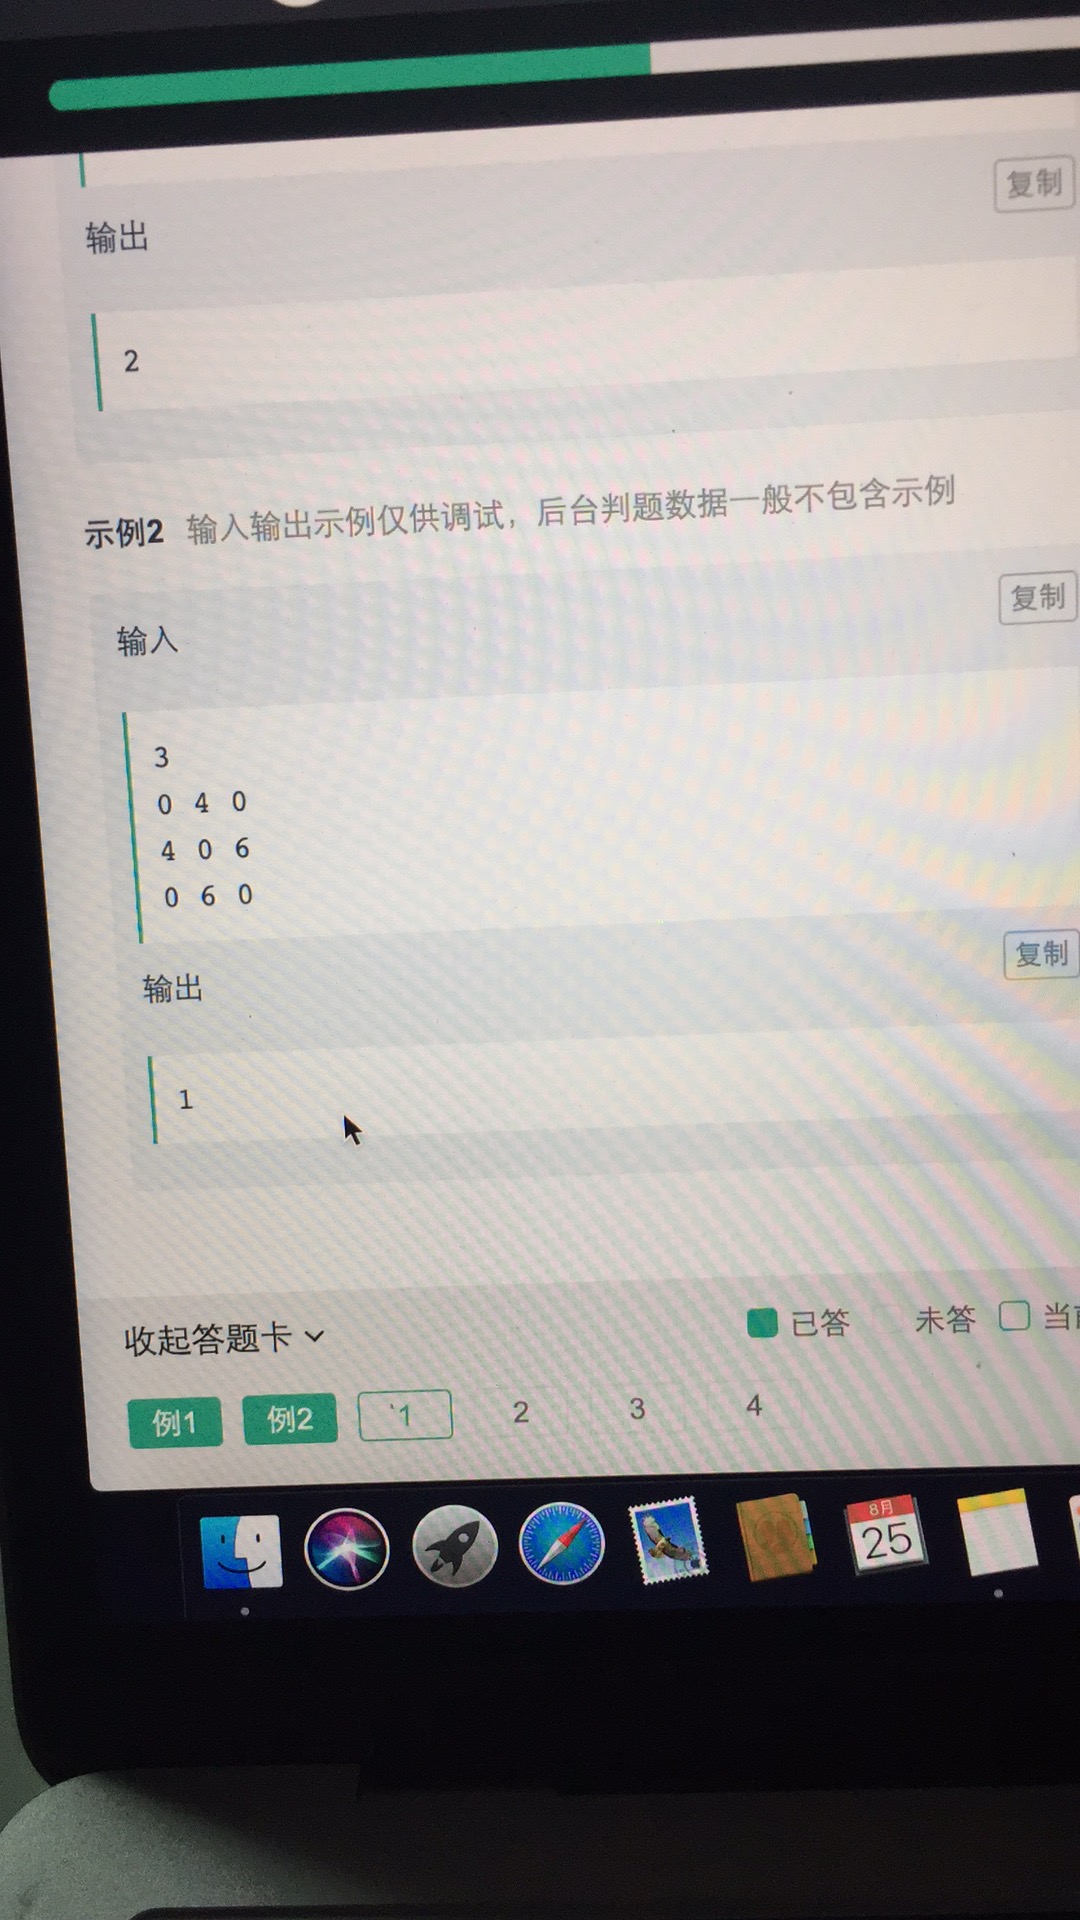 复制
输出
2
示例2 输入输出示例仅供调试，后台判题数据一般不包含示例
复制
输入
3
0 4 0
4 0 6
0 6 0
复制
输出
1
收起答题卡
已答 未答
例1 例2 1 2 3 4
8月
25